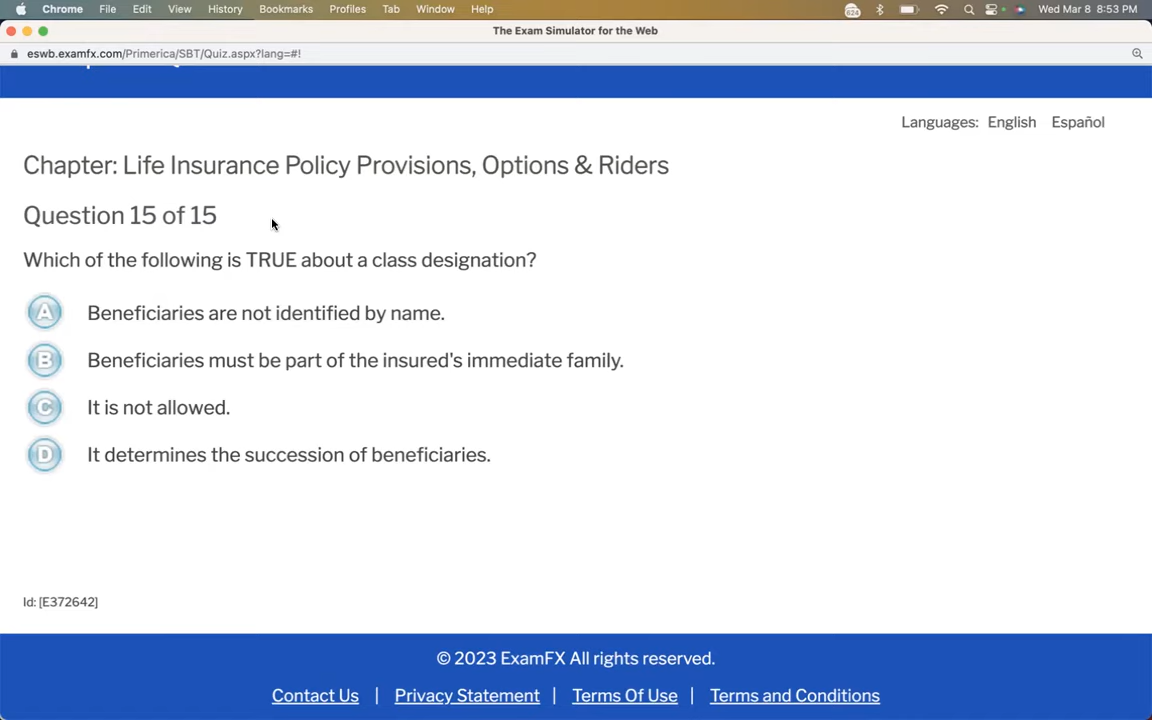 Chrome File Edit View History Bookmarks Profiles Tab Window Help 624 Wed Mar 8 8:53 PM
The Exam Simulator for the Web
eswb.examfx.com/Primerica/SBT/Quiz.aspx?lang=#!
Languages: English Español
Chapter: Life Insurance Policy Provisions, Options & Riders
Question 15 of 15
Which of the following is TRUE about a class designation?
A Beneficiaries are not identified by name.
B Beneficiaries must be part of the insured's immediate family.
C It is not allowed.
D It determines the succession of beneficiaries.
Id: [E372642]
© 2023 ExamFX All rights reserved.
Contact Us | Privacy Statement | Terms Of Use | Terms and Conditions